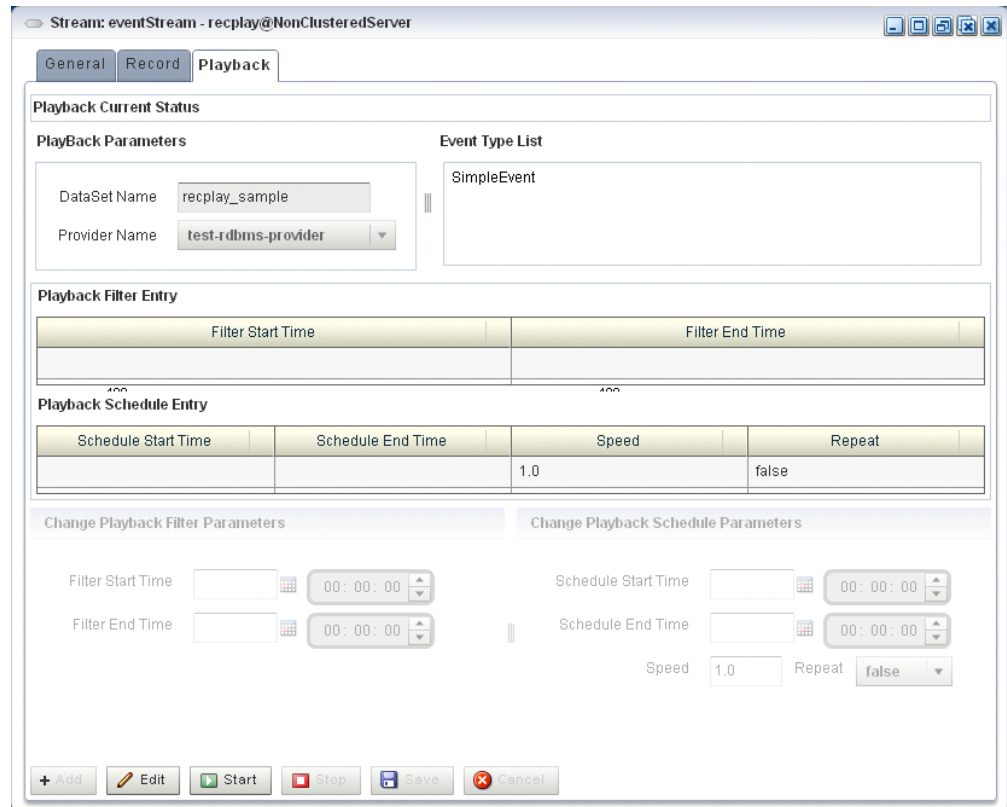 Stream: eventStream - recplay@NonClusteredServer
General Record Playback
Playback Current Status
PlayBack Parameters
Event Type List
DataSet Name recplay_sample
Provider Name test-rdbms-provider
SimpleEvent
Playback Filter Entry
Filter Start Time Filter End Time
Playback Schedule Entry
Schedule Start Time Schedule End Time Speed Repeat
1.0 false
Change Playback Filter Parameters
Change Playback Schedule Parameters
Filter Start Time 00: 00: 00
Filter End Time 00: 00: 00
Schedule Start Time 00: 00: 00
Schedule End Time 00: 00: 00
Speed 1.0 Repeat false
Add Edit Start Stop Save Cancel